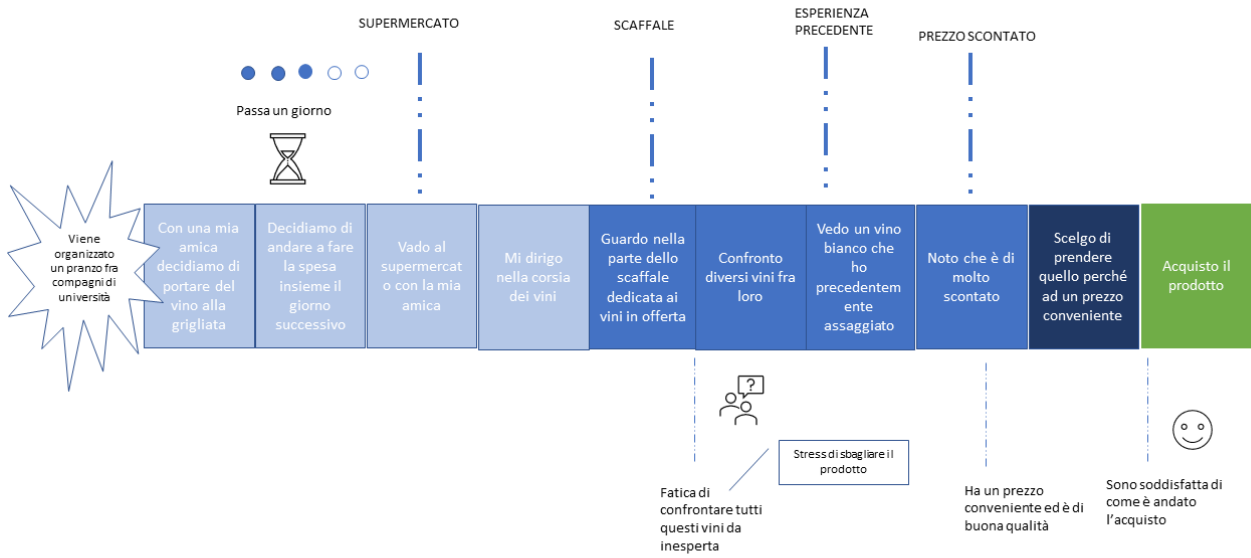 SUPERMERCATO
SCAFFALE
ESPERIENZA
PRECEDENTE
PREZZO SCONTATO
Passa un giorno
Viene
organizzato
un pranzo fra
compagni di
università
Con una mia
amica
decidiamo di
portare del
vino alla
grigliata
Decidiamo di
andare a fare
la spesa
insieme il
giorno
successivo
Vado al
supermercat
o con la mia
amica
Mi dirigo
nella corsia
dei vini
Guardo nella
parte dello
scaffale
dedicata ai
vini in offerta
Confronto
diversi vini fra
loro
Vedo un vino
bianco che
ho
precedentem
ente
assaggiato
Noto che è di
molto
scontato
Scelgo di
prendere
quello perché
ad un prezzo
conveniente
Acquisto il
prodotto
?
Stress di sbagliare il
prodotto
Fatica di
confrontare tutti
questi vini da
inesperta
Ha un prezzo
conveniente ed è di
buona qualità
Sono soddisfatta di
come è andato
l'acquisto